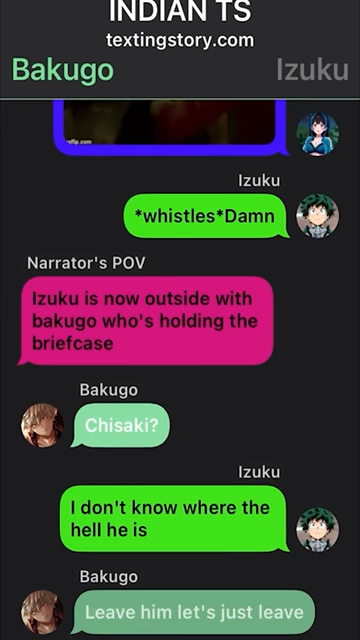 INDIAN TS
textingstory.com
Bakugo
Izuku
Izuku
*whistles*Damn
Narrator's POV
Izuku is now outside with
bakugo who's holding the
briefcase
Bakugo
Chisaki?
Izuku
I don't know where the
hell he is
Bakugo
Leave him let's just leave